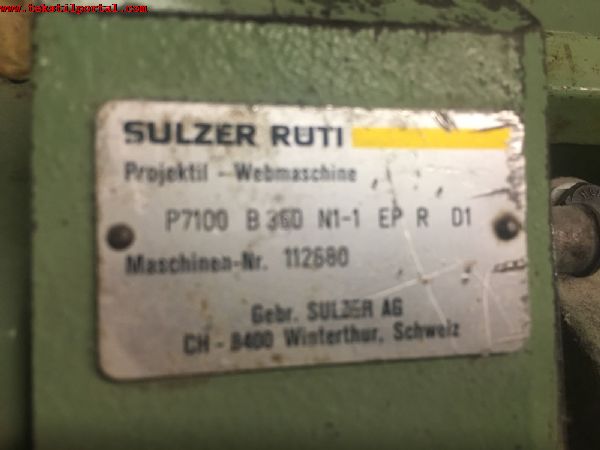 www.tekstilportal.com
SULZER RUTI
Projektil - Webmaschine
P7100 B 360 N1-1 EP R D1
Maschinen-Nr. 112680
Gebr. SULZER AG
CH - 8400 Winterthur, Schweiz